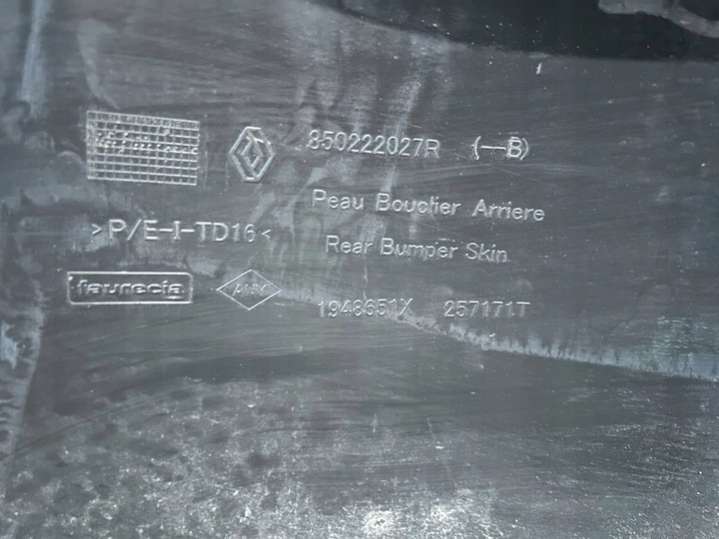 850222027R (—B)
Peau Bouclier Arriere
>P/E-I-TD16<
Rear Bumper Skin
faurecia
1948651X 257171T